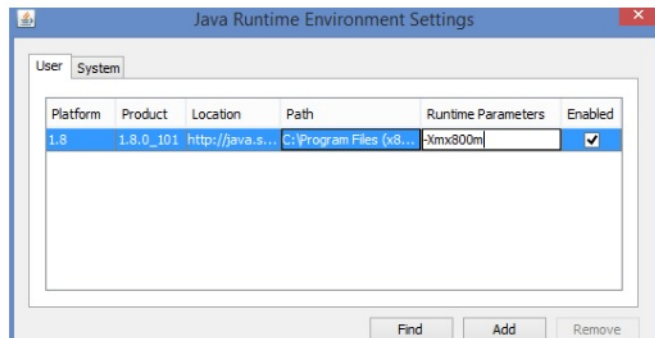 Java Runtime Environment Settings
User System
Platform Product Location Path Runtime Parameters Enabled
1.8 1.8.0_101 http://java.s... C:\Program Files (x8... -Xmx800m
Find Add Remove